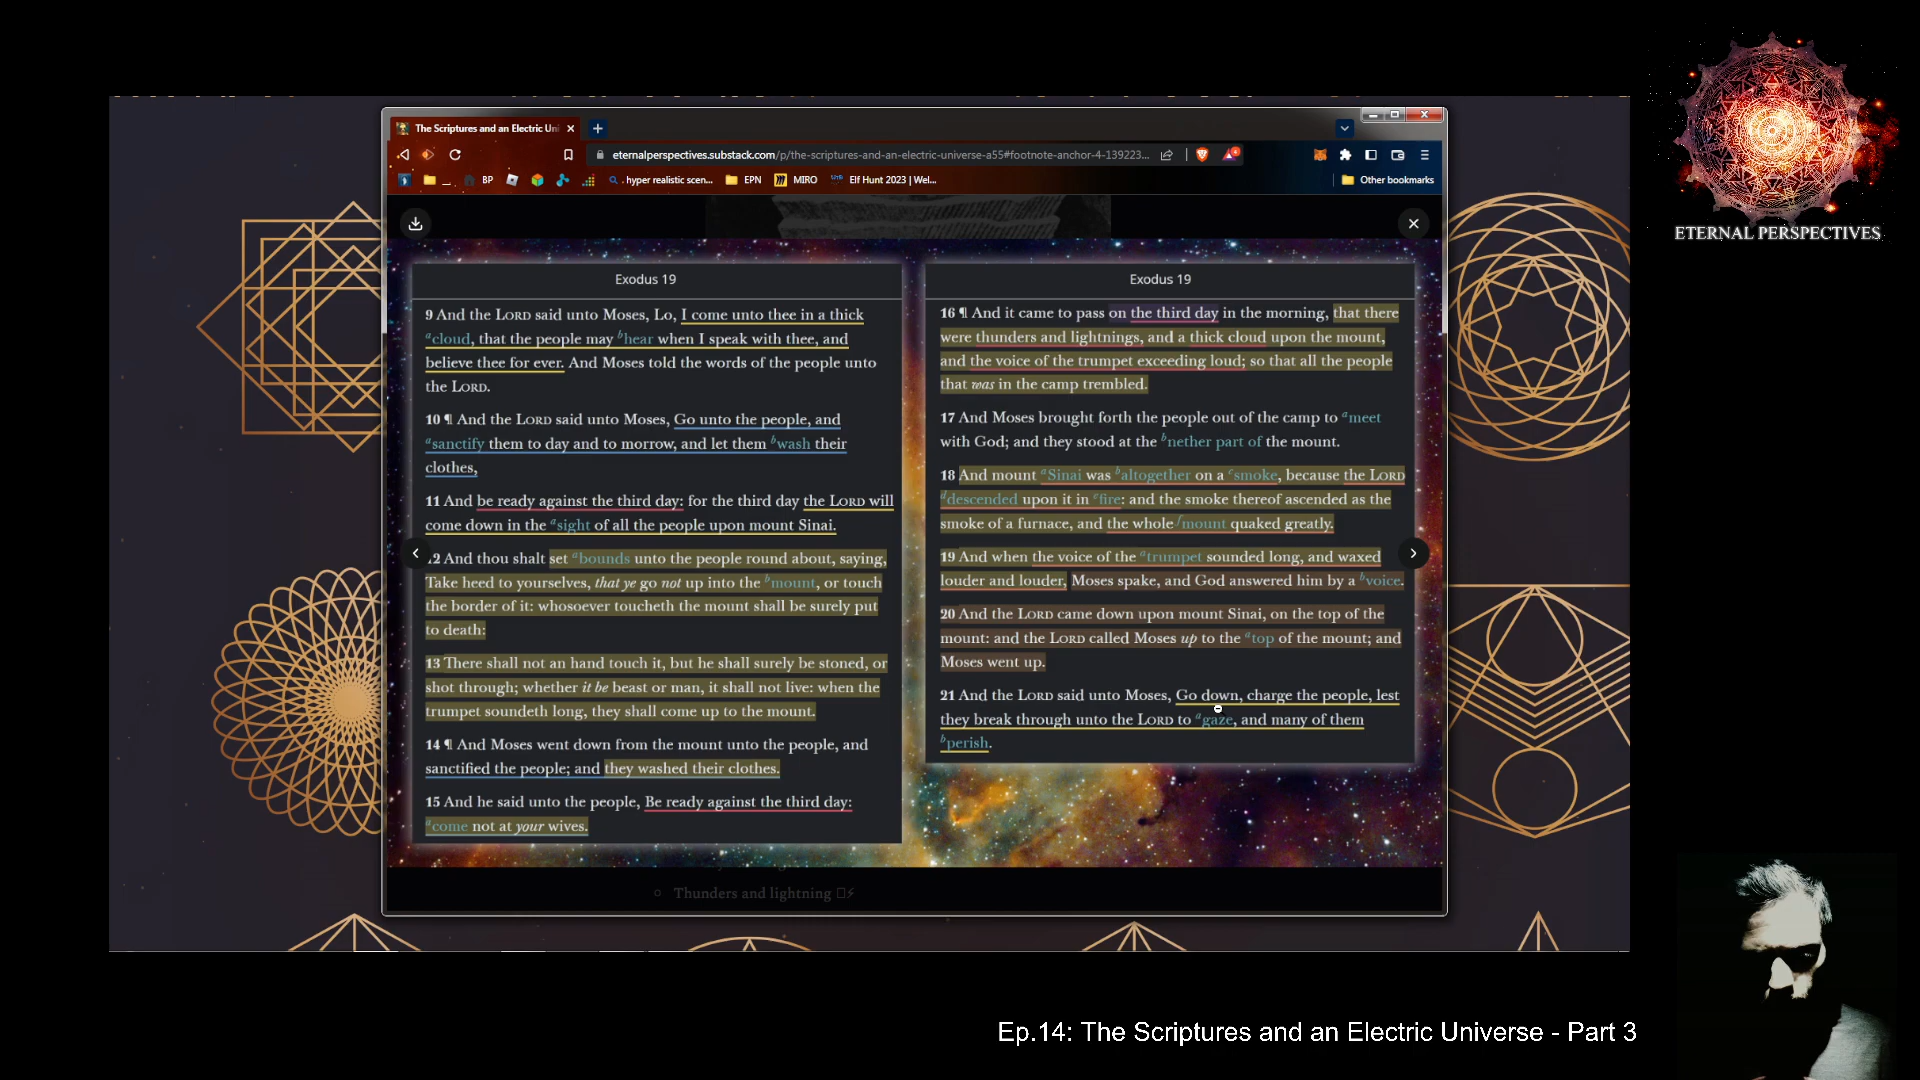 The Scriptures and an Electric Uni
eternalperspectives.substack.com/p/the-scriptures-and-an-electric-universe-a55#footnote-anchor-4-139223...
BP
. hyper realistic scen...
EPN
MIRO
Elf Hunt 2023 | Wel...
Other bookmarks
ETERNAL PERSPECTIVES
Exodus 19
9 And the LORD said unto Moses, Lo, I come unto thee in a thick
a cloud, that the people may b hear when I speak with thee, and
believe thee for ever. And Moses told the words of the people unto
the LORD.
10 ¶ And the LORD said unto Moses, Go unto the people, and
a sanctify them to day and to morrow, and let them b wash their
clothes,
11 And be ready against the third day: for the third day the LORD will
come down in the a sight of all the people upon mount Sinai.
2 And thou shalt set a bounds unto the people round about, saying,
Take heed to yourselves, that ye go not up into the b mount, or touch
the border of it: whosoever toucheth the mount shall be surely put
to death:
13 There shall not an hand touch it, but he shall surely be stoned, or
shot through; whether it be beast or man, it shall not live: when the
trumpet soundeth long, they shall come up to the mount.
14 ¶ And Moses went down from the mount unto the people, and
sanctified the people; and they washed their clothes.
15 And he said unto the people, Be ready against the third day:
a come not at your wives.
Exodus 19
16 ¶ And it came to pass on the third day in the morning, that there
were thunders and lightnings, and a thick cloud upon the mount,
and the voice of the trumpet exceeding loud; so that all the people
that was in the camp trembled.
17 And Moses brought forth the people out of the camp to a meet
with God; and they stood at the b nether part of the mount.
18 And mount a Sinai was b altogether on a c smoke, because the LORD
d descended upon it in e fire: and the smoke thereof ascended as the
smoke of a furnace, and the whole f mount quaked greatly.
19 And when the voice of the a trumpet sounded long, and waxed
louder and louder, Moses spake, and God answered him by a b voice.
20 And the LORD came down upon mount Sinai, on the top of the
mount: and the LORD called Moses up to the a top of the mount; and
Moses went up.
21 And the LORD said unto Moses, Go down, charge the people, lest
they break through unto the LORD to a gaze, and many of them
b perish.
Thunders and lightning
Ep.14: The Scriptures and an Electric Universe - Part 3